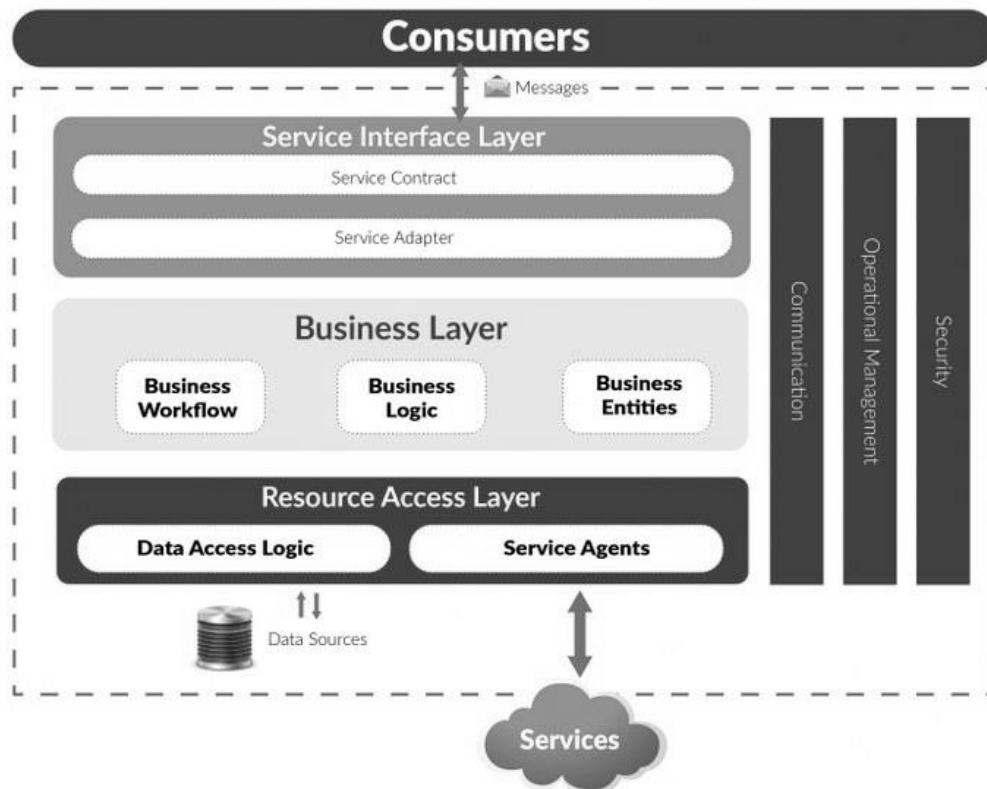 Consumers
Messages
Service Interface Layer
Service Contract
Service Adapter
Business Layer
Business
Workflow
Business
Logic
Business
Entities
Resource Access Layer
Data Access Logic
Service Agents
Data Sources
Services
Communication
Operational Management
Security